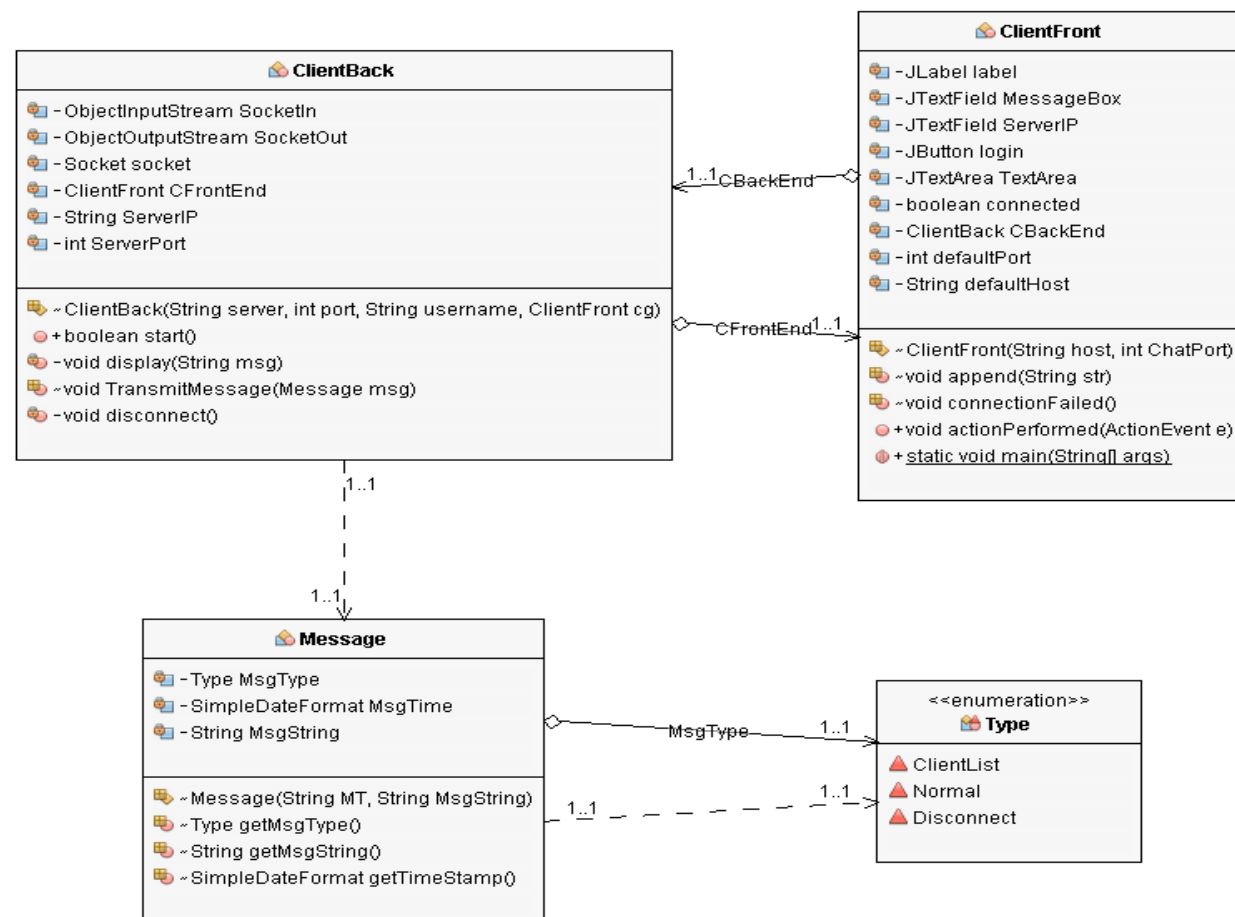 ClientBack
-ObjectInputStream SocketIn
-ObjectOutputStream SocketOut
-Socket socket
-ClientFront CFrontEnd
-String ServerIP
-int ServerPort
~ClientBack(String server, int port, String username, ClientFront cg)
+boolean start()
-void display(String msg)
~void TransmitMessage(Message msg)
-void disconnect()
ClientFront
-JLabel label
-JTextField MessageBox
-JTextField ServerIP
-JButton login
-JTextArea TextArea
-boolean connected
-ClientBack CBackEnd
-int defaultPort
-String defaultHost
~ClientFront(String host, int ChatPort)
~void append(String str)
~void connectionFailed()
+void actionPerformed(ActionEvent e)
+static void main(String[] args)
1..1 CBackEnd
CFrontEnd 1..1
1..1
1..1
Message
-Type MsgType
-SimpleDateFormat MsgTime
-String MsgString
~Message(String MT, String MsgString)
~Type getMsgType()
~String getMsgString()
~SimpleDateFormat getTimeStamp()
MsgType 1..1
1..1 1..1
<<enumeration>>
Type
ClientList
Normal
Disconnect